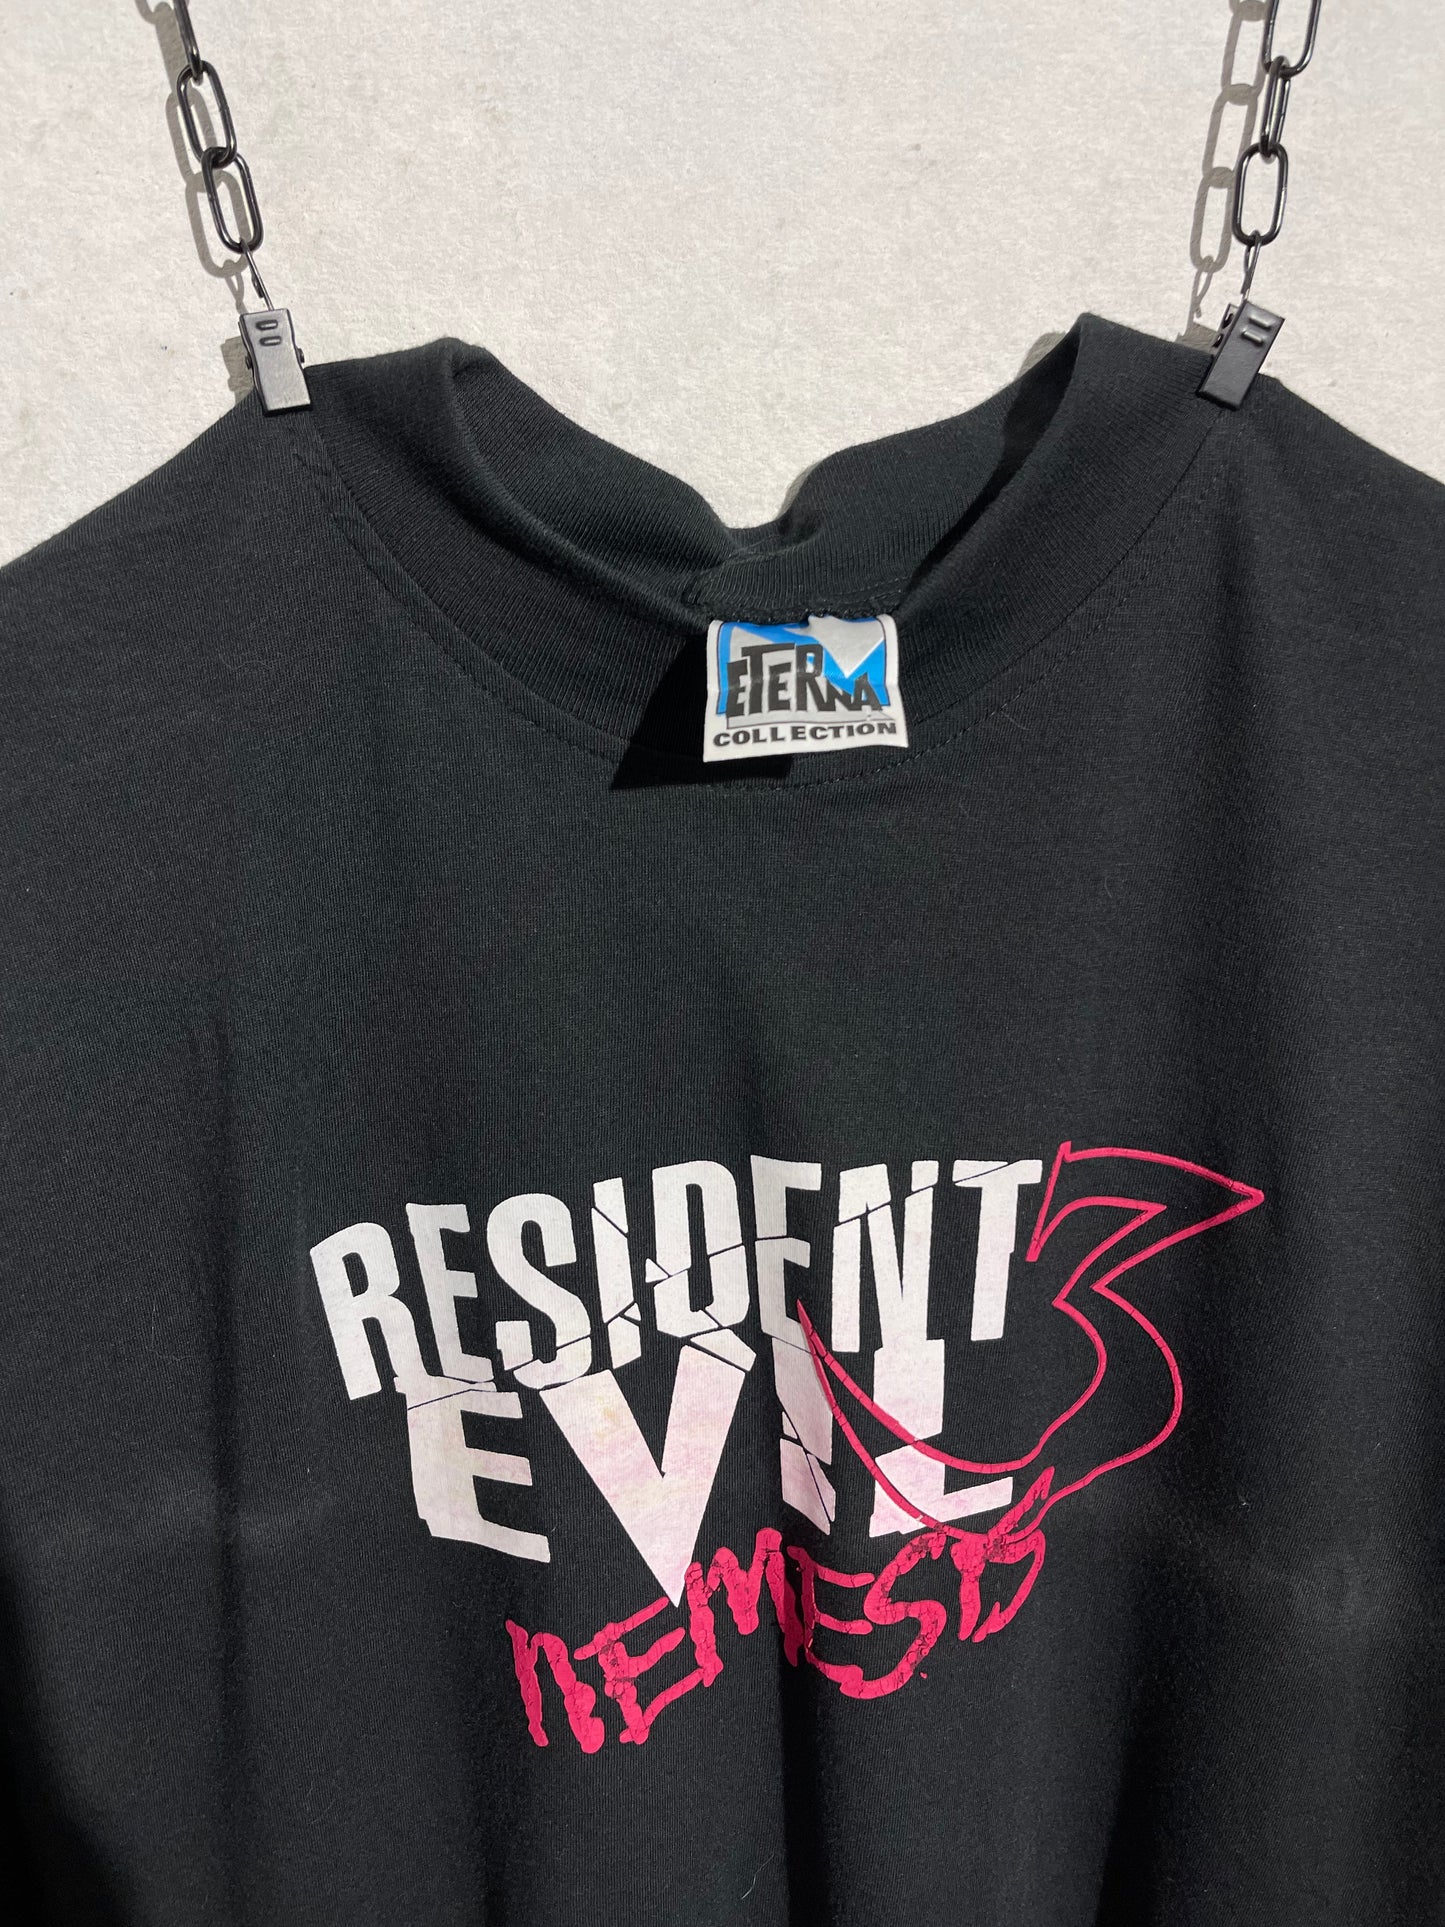 ETERNA
COLLECTION
RESIDENT 3
EVIL
NEMESIS